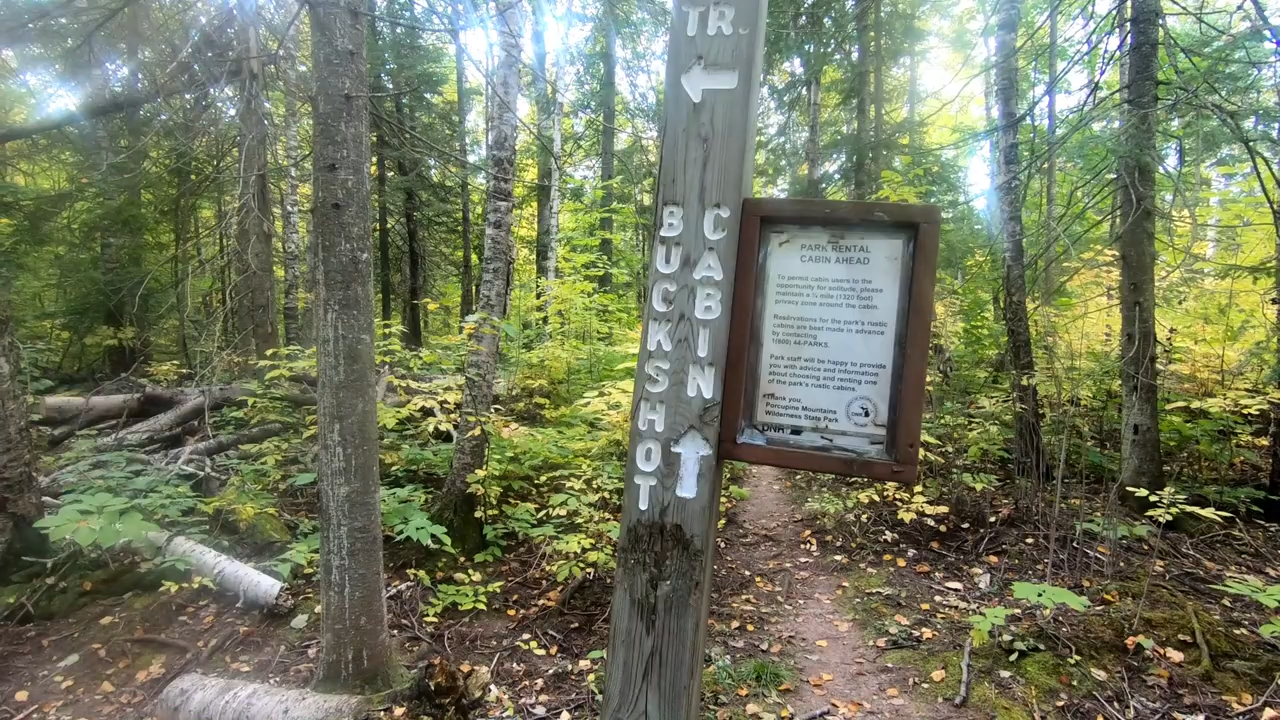 TR.
BUCKSHOT
CABIN
PARK RENTAL
CABIN AHEAD
To permit cabin users to the
opportunity for solitude, please
maintain a ¼ mile (1320 foot)
privacy zone around the cabin.
Reservations for the park's rustic
cabins are best made in advance
by contacting
1(800) 44-PARKS.
Park staff will be happy to provide
you with advice and information
about choosing and renting one
of the park's rustic cabins.
Thank you,
Porcupine Mountains
Wilderness State Park
DNR
DNR